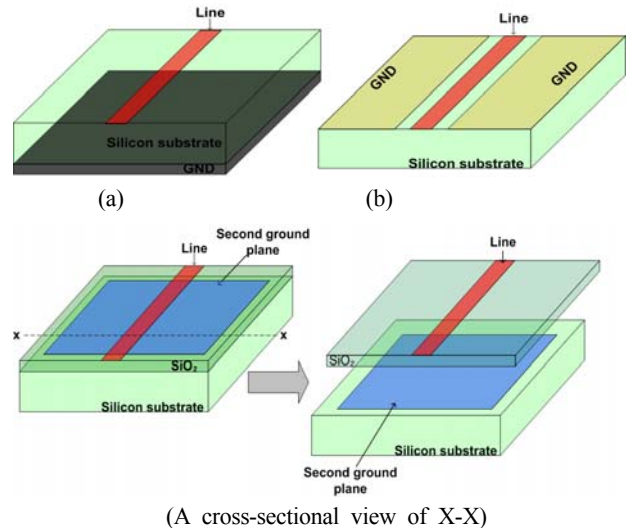 Line
Silicon substrate
GND
(a)
Line
GND
GND
Silicon substrate
(b)
Line
Second ground
plane
x
x
SiO₂
Silicon substrate
Line
SiO₂
Silicon substrate
Second ground
plane
(A cross-sectional view of X-X)